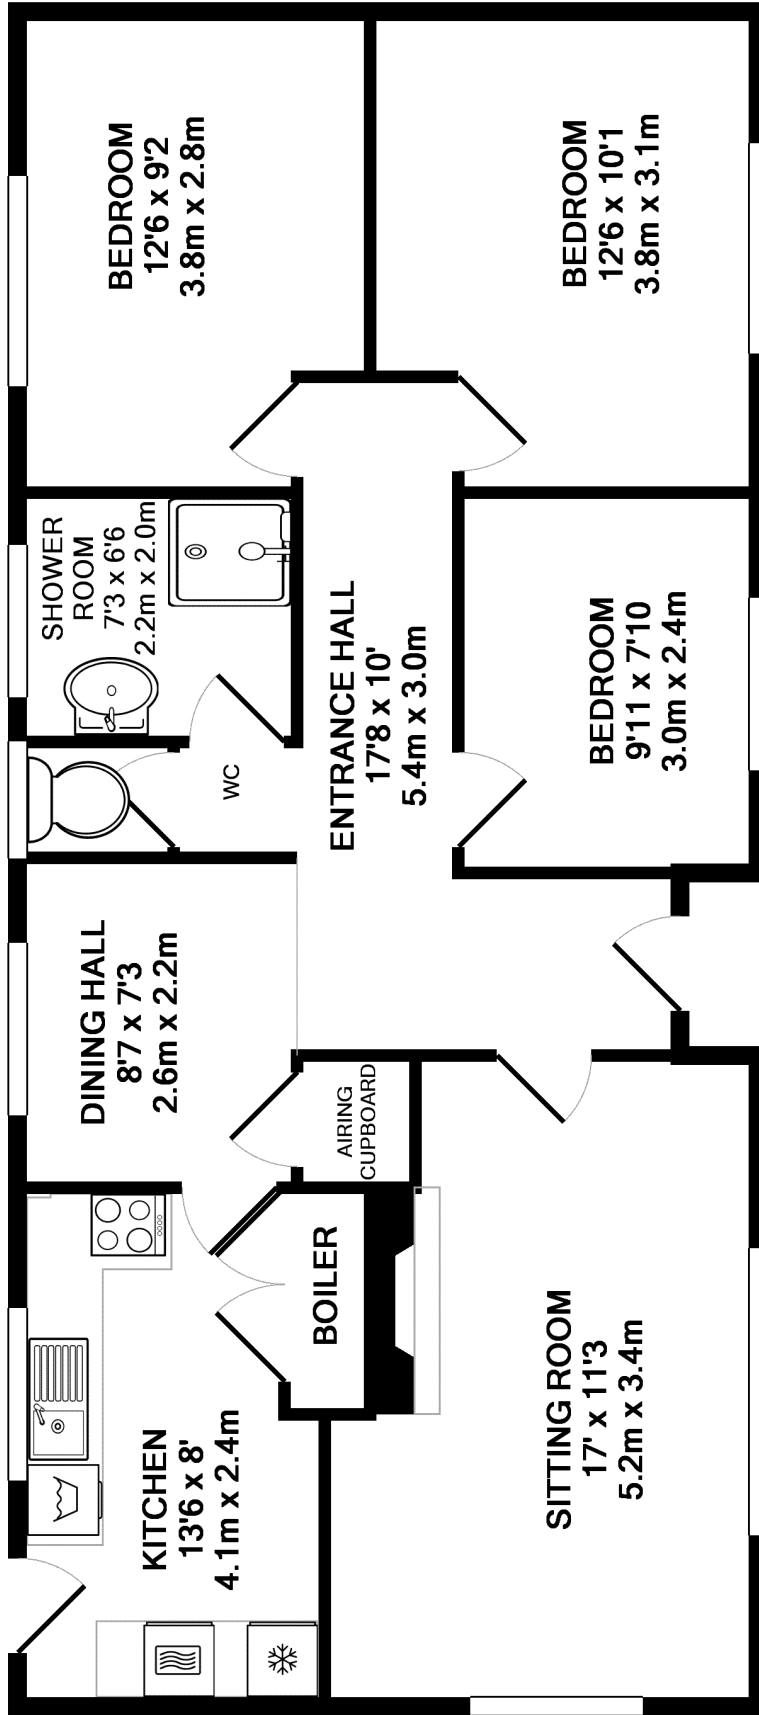 BEDROOM
12'6 x 9'2
3.8m x 2.8m
BEDROOM
12'6 x 10'1
3.8m x 3.1m
SHOWER
ROOM
7'3 x 6'6
2.2m x 2.0m
ENTRANCE HALL
17'8 x 10'
5.4m x 3.0m
BEDROOM
9'11 x 7'10
3.0m x 2.4m
WC
DINING HALL
8'7 x 7'3
2.6m x 2.2m
AIRING
CUPBOARD
BOILER
KITCHEN
13'6 x 8'
4.1m x 2.4m
SITTING ROOM
17' x 11'3
5.2m x 3.4m